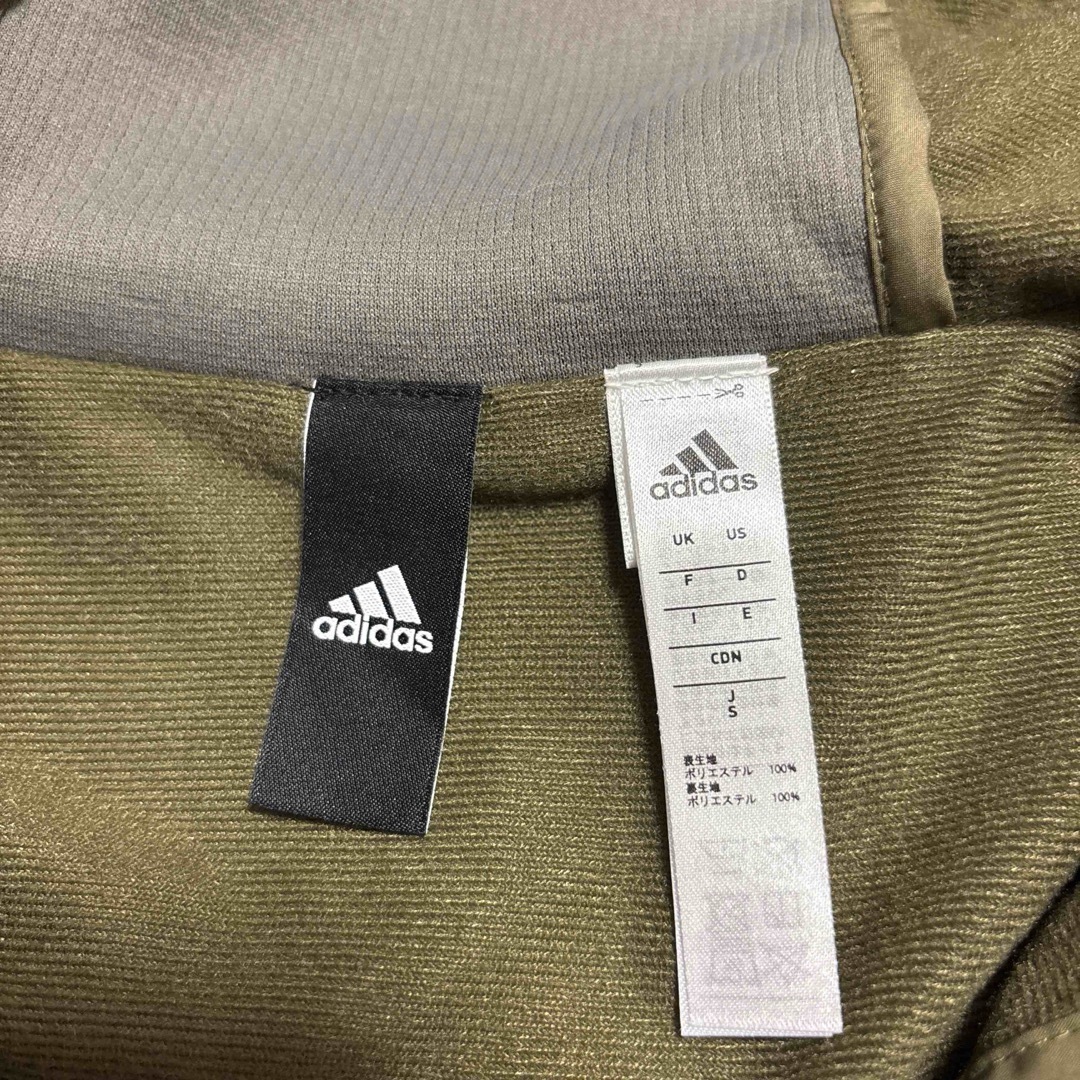 adidas
adidas
UK US
F D
I E
CDN
J
S
表生地
ポリエステル 100%
裏生地
ポリエステル 100%